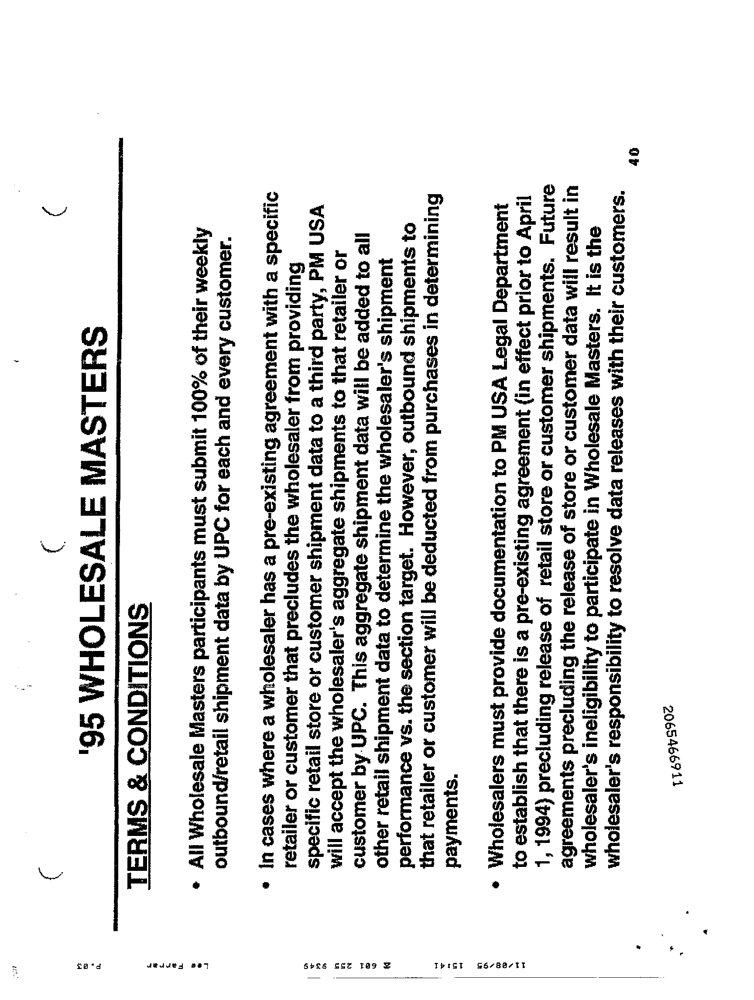 '95 WHOLESALE MASTERS
TERMS & CONDITIONS
• All Wholesale Masters participants must submit 100% of their weekly
outbound/retail shipment data by UPC for each and every customer.
• In cases where a wholesaler has a pre-existing agreement with a specific
retailer or customer that precludes the wholesaler from providing
specific retail store or customer shipment data to a third party, PM USA
will accept the wholesaler's aggregate shipments to that retailer or
customer by UPC. This aggregate shipment data will be added to all
other retail shipment data to determine the wholesaler's shipment
performance vs. the section target. However, outbound shipments to
that retailer or customer will be deducted from purchases in determining
payments.
• Wholesalers must provide documentation to PM USA Legal Department
to establish that there is a pre-existing agreement (in effect prior to April
1, 1994) precluding release of retail store or customer shipments. Future
agreements precluding the release of store or customer data will result in
wholesaler's ineligibility to participate in Wholesale Masters. It is the
wholesaler's responsibility to resolve data releases with their customers.
40
2065466911
11/08/95 15:41 601 255 9349 Lee Farrar P.03